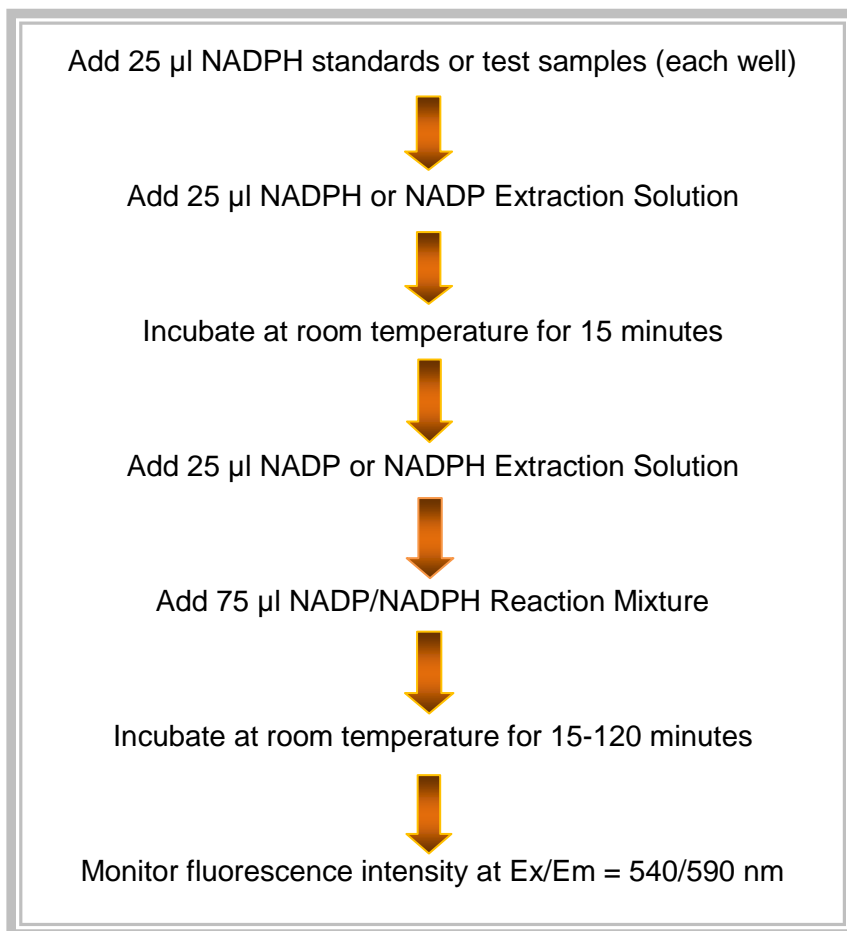 Add 25 µl NADPH standards or test samples (each well)
Add 25 µl NADPH or NADP Extraction Solution
Incubate at room temperature for 15 minutes
Add 25 µl NADP or NADPH Extraction Solution
Add 75 µl NADP/NADPH Reaction Mixture
Incubate at room temperature for 15-120 minutes
Monitor fluorescence intensity at Ex/Em = 540/590 nm